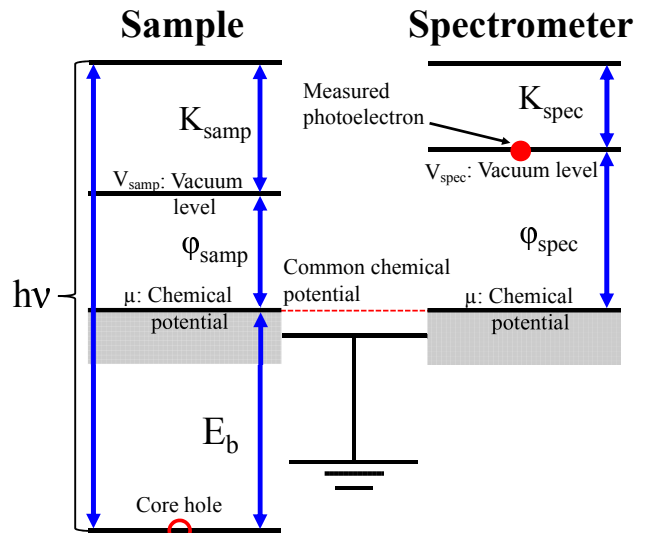 Sample
Spectrometer
Measured
photoelectron
K_samp
K_spec
V_samp: Vacuum
level
V_spec: Vacuum level
φ_samp
φ_spec
hν
Common chemical
potential
µ: Chemical
potential
µ: Chemical
potential
E_b
Core hole